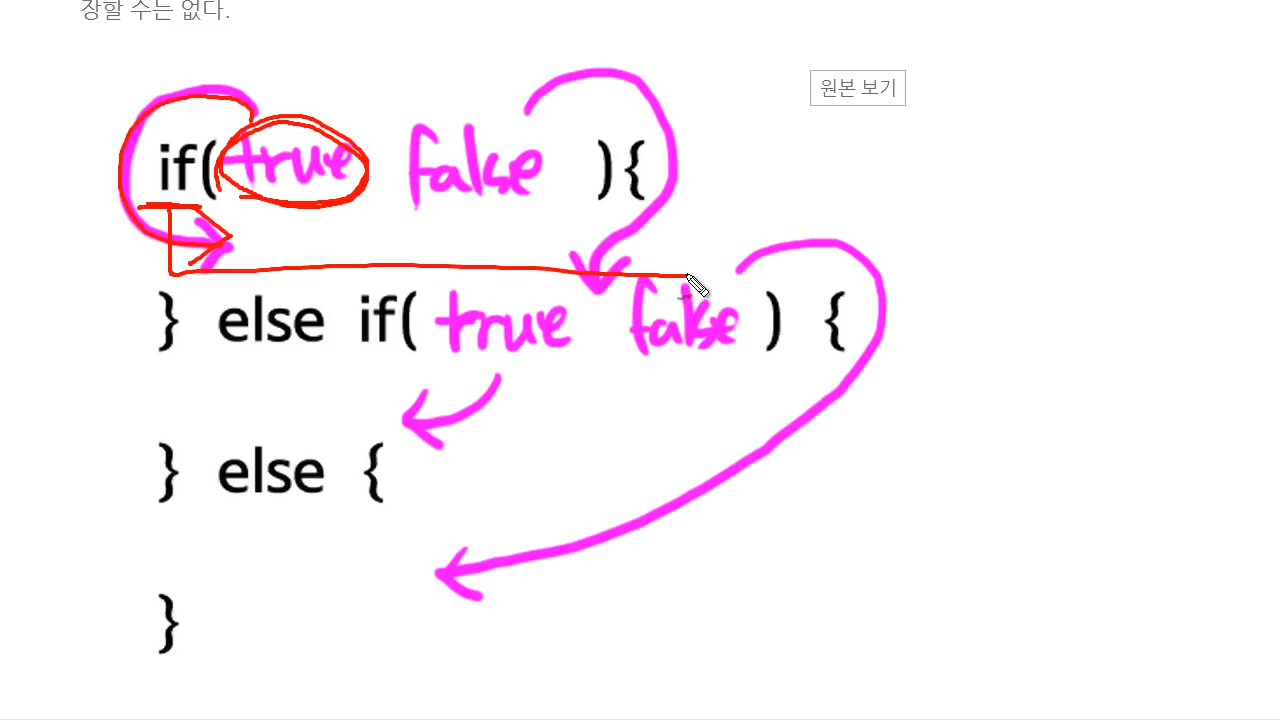 장할 수는 없다.
원본 보기
if( true false ){
} else if( true false ) {
} else {
}